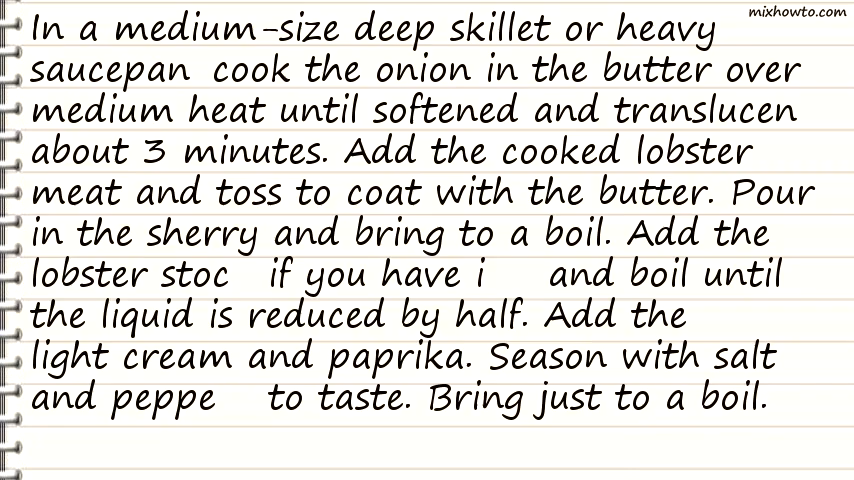 mixhowto.com
In a medium-size deep skillet or heavy
saucepan cook the onion in the butter over
medium heat until softened and translucen
about 3 minutes. Add the cooked lobster
meat and toss to coat with the butter. Pour
in the sherry and bring to a boil. Add the
lobster stoc if you have i and boil until
the liquid is reduced by half. Add the
light cream and paprika. Season with salt
and peppe to taste. Bring just to a boil.